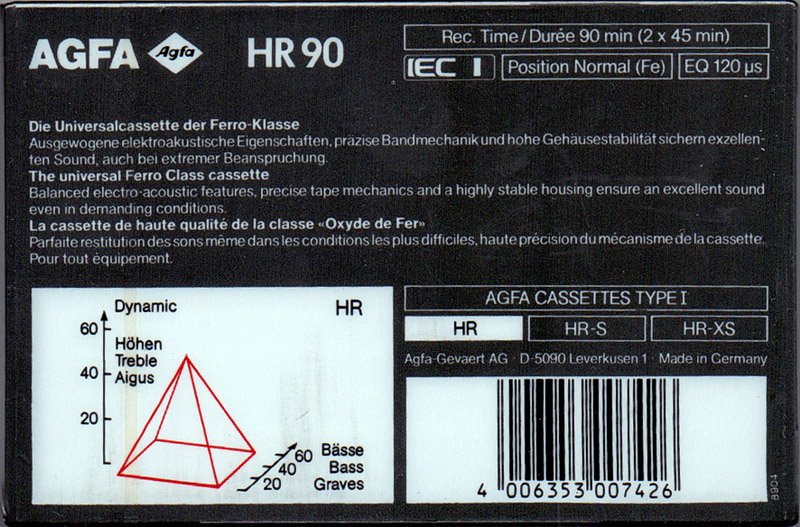 AGFA Agfa HR 90
Rec. Time/Durée 90 min (2 x 45 min)
IEC I Position Normal (Fe) EQ 120 µs
Die Universalcassette der Ferro-Klasse
Ausgewogene elektroakustische Eigenschaften, präzise Bandmechanik und hohe Gehäusestabilität sichern exzellen-
ten Sound, auch bei extremer Beanspruchung.
The universal Ferro Class cassette
Balanced electro-acoustic features, precise tape mechanics and a highly stable housing ensure an excellent sound
even in demanding conditions.
La cassette de haute qualité de la classe «Oxyde de Fer»
Parfaite restitution des sons même dans les conditions les plus difficiles, haute précision du mécanisme de la cassette.
Pour tout équipement.
Dynamic HR
60
Höhen
Treble
40 Aigus
20
60 Bässe
40 Bass
20 Graves
AGFA CASSETTES TYPE I
HR HR-S HR-XS
Agfa-Gevaert AG · D-5090 Leverkusen 1 · Made in Germany
4 006353 007426
8904